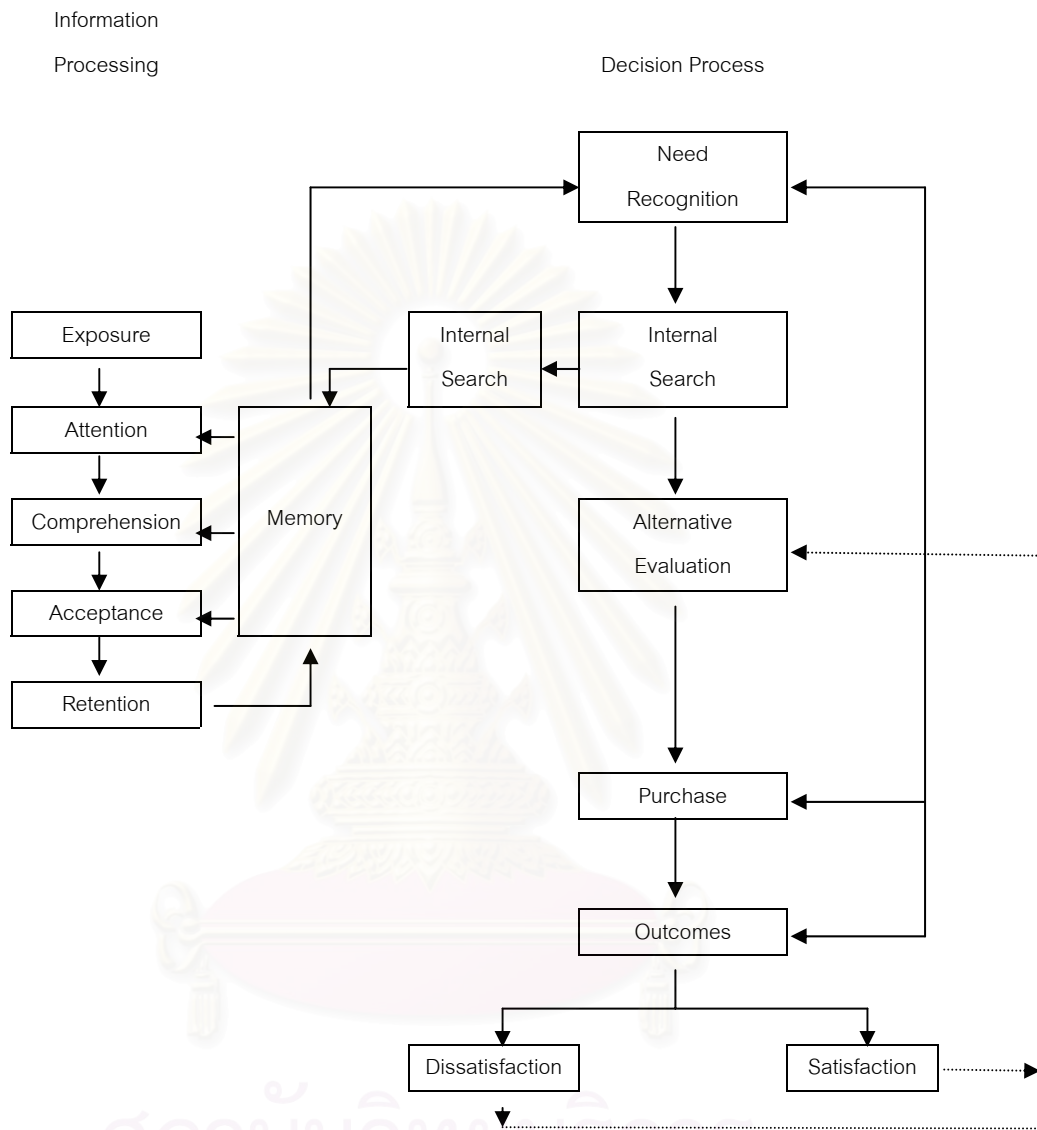 Information
Processing
Decision Process
Need
Recognition
Exposure
Internal
Search
Internal
Search
Attention
Comprehension
Memory
Alternative
Evaluation
Acceptance
Retention
Purchase
Outcomes
Dissatisfaction
Satisfaction